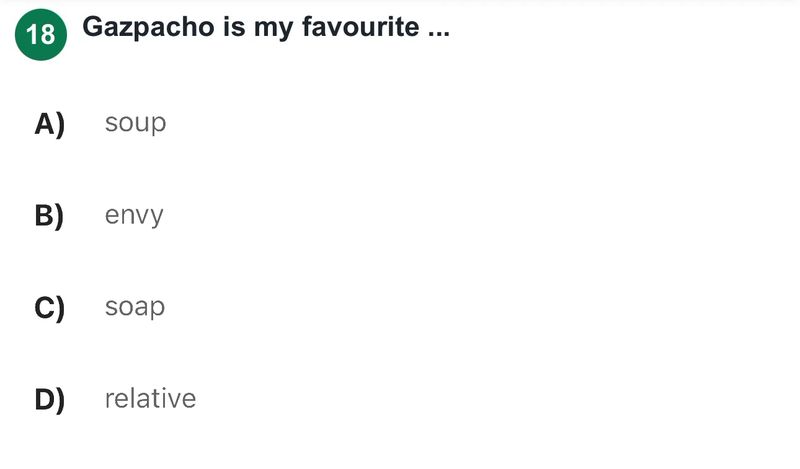 18 Gazpacho is my favourite ...
A) soup
B) envy
C) soap
D) relative